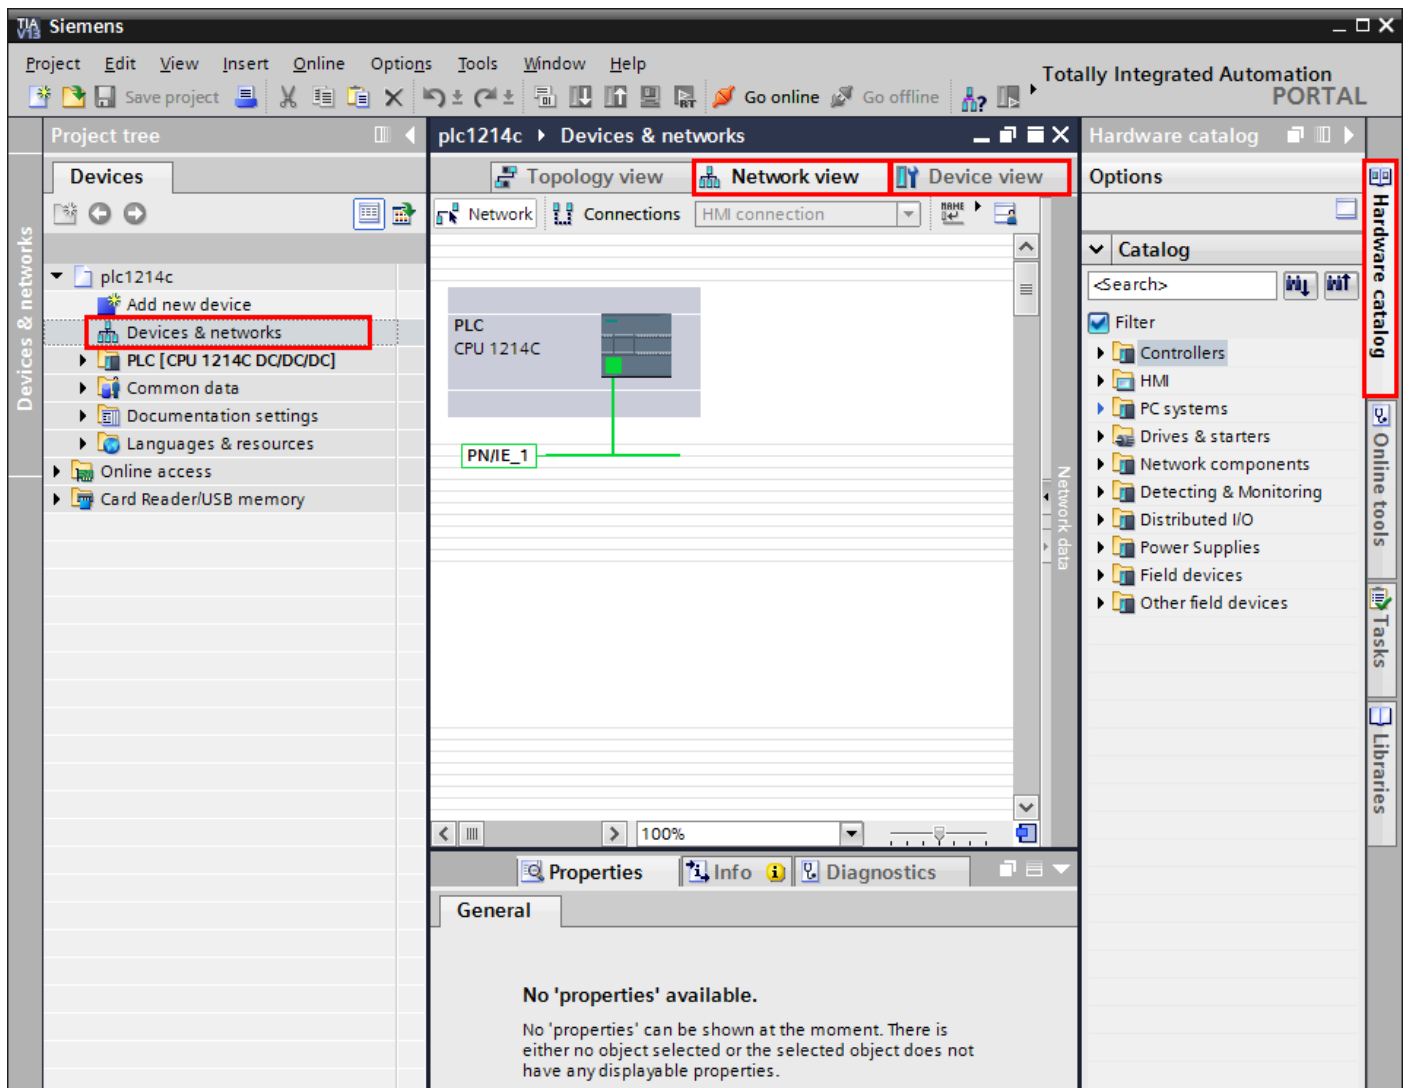 TIA V13 Siemens
Project Edit View Insert Online Options Tools Window Help
Totally Integrated Automation
PORTAL
Save project Go online Go offline
Project tree
plc1214c Devices & networks
Hardware catalog
Devices
Topology view Network view Device view
Options
Network Connections HMI connection
NAME
Devices & networks
plc1214c
Add new device
Devices & networks
PLC [CPU 1214C DC/DC/DC]
Common data
Documentation settings
Languages & resources
Online access
Card Reader/USB memory
PLC
CPU 1214C
PN/IE_1
Network data
100%
Properties Info Diagnostics
General
No 'properties' available.
No 'properties' can be shown at the moment. There is
either no object selected or the selected object does not
have any displayable properties.
Catalog
<Search>
Filter
Controllers
HMI
PC systems
Drives & starters
Network components
Detecting & Monitoring
Distributed I/O
Power Supplies
Field devices
Other field devices
Hardware catalog
Online tools
Tasks
Libraries